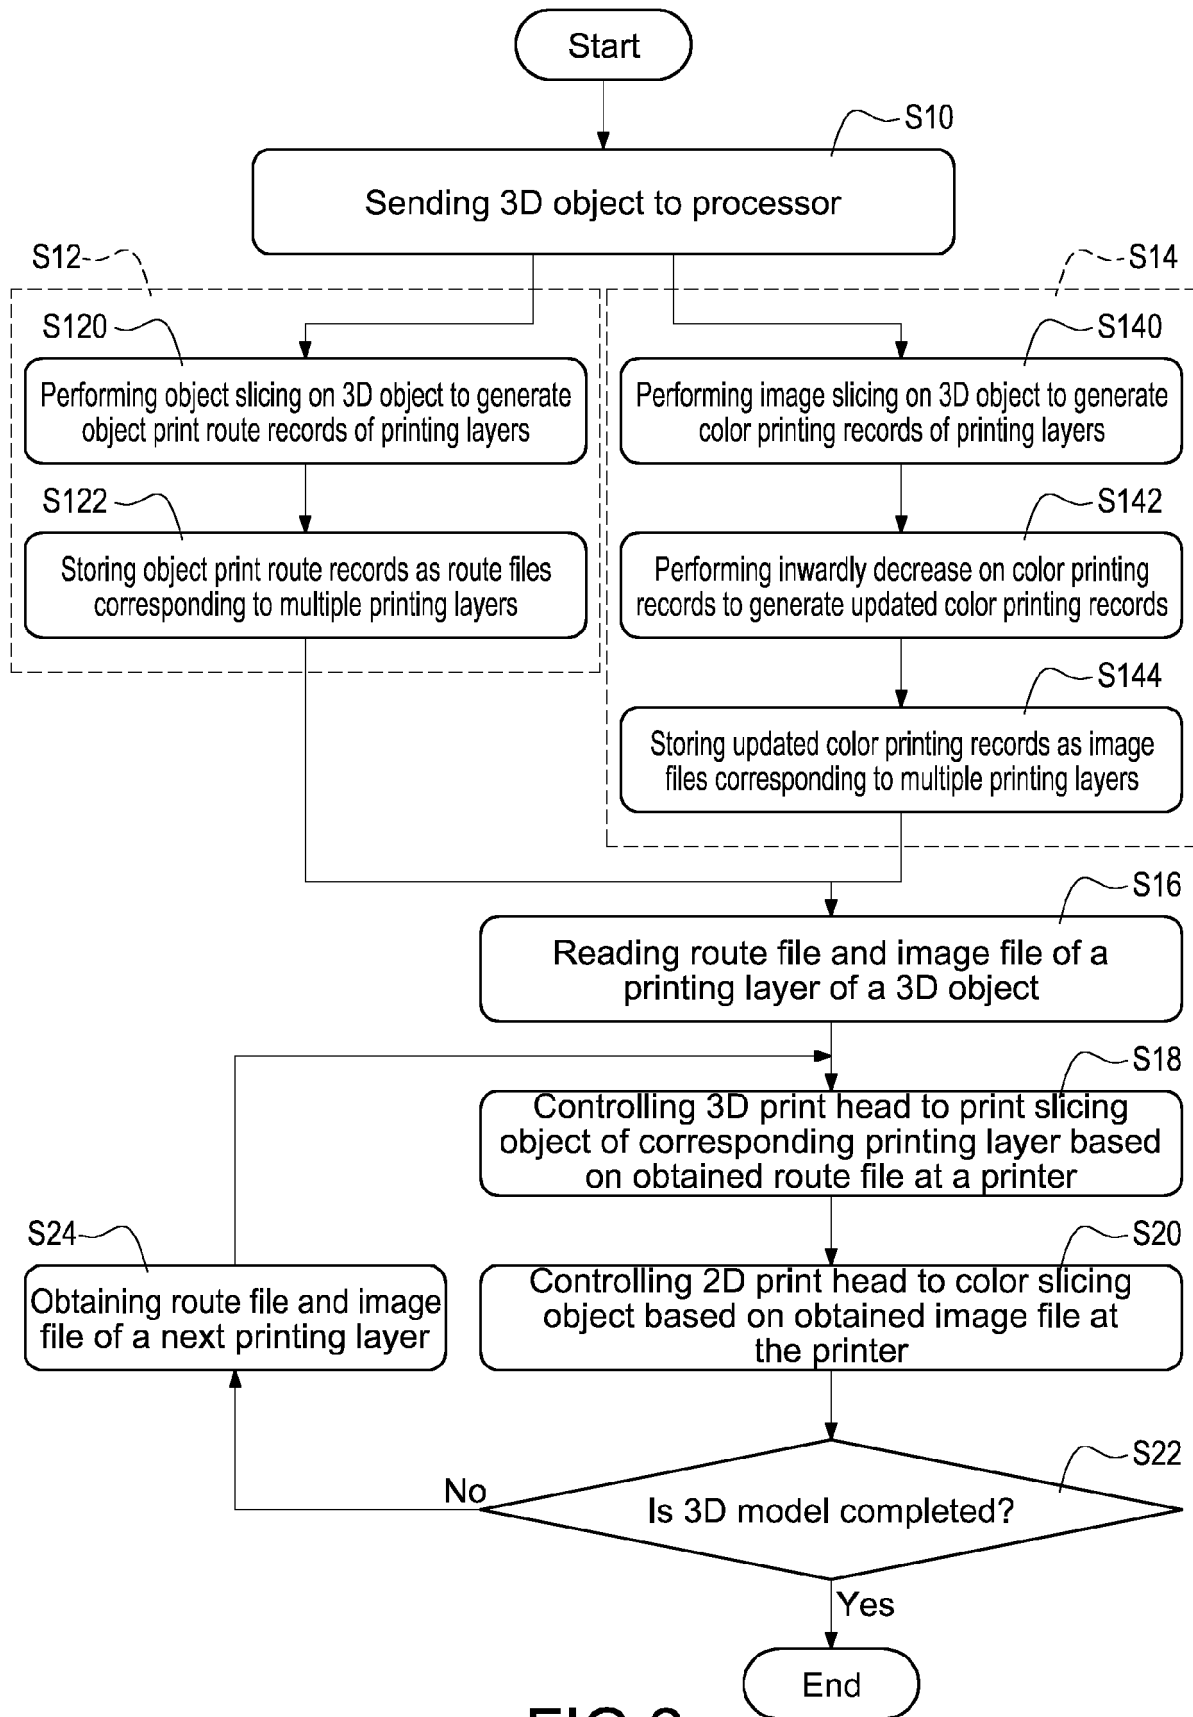 Start
S10
Sending 3D object to processor
S12
S14
S120
Performing object slicing on 3D object to generate
object print route records of printing layers
S140
Performing image slicing on 3D object to generate
color printing records of printing layers
S122
Storing object print route records as route files
corresponding to multiple printing layers
S142
Performing inwardly decrease on color printing
records to generate updated color printing records
S144
Storing updated color printing records as image
files corresponding to multiple printing layers
S16
Reading route file and image file of a
printing layer of a 3D object
S18
Controlling 3D print head to print slicing
object of corresponding printing layer based
on obtained route file at a printer
S24
Obtaining route file and image
file of a next printing layer
S20
Controlling 2D print head to color slicing
object based on obtained image file at
the printer
S22
Is 3D model completed?
No
Yes
End